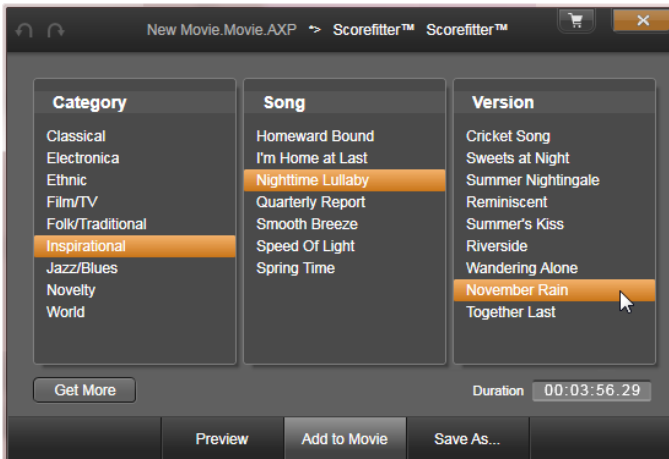 New Movie.Movie.AXP *> Scorefitter™ Scorefitter™
Category
Classical
Electronica
Ethnic
Film/TV
Folk/Traditional
Inspirational
Jazz/Blues
Novelty
World
Song
Homeward Bound
I'm Home at Last
Nighttime Lullaby
Quarterly Report
Smooth Breeze
Speed Of Light
Spring Time
Version
Cricket Song
Sweets at Night
Summer Nightingale
Reminiscent
Summer's Kiss
Riverside
Wandering Alone
November Rain
Together Last
Get More
Duration 00:03:56.29
Preview Add to Movie Save As...